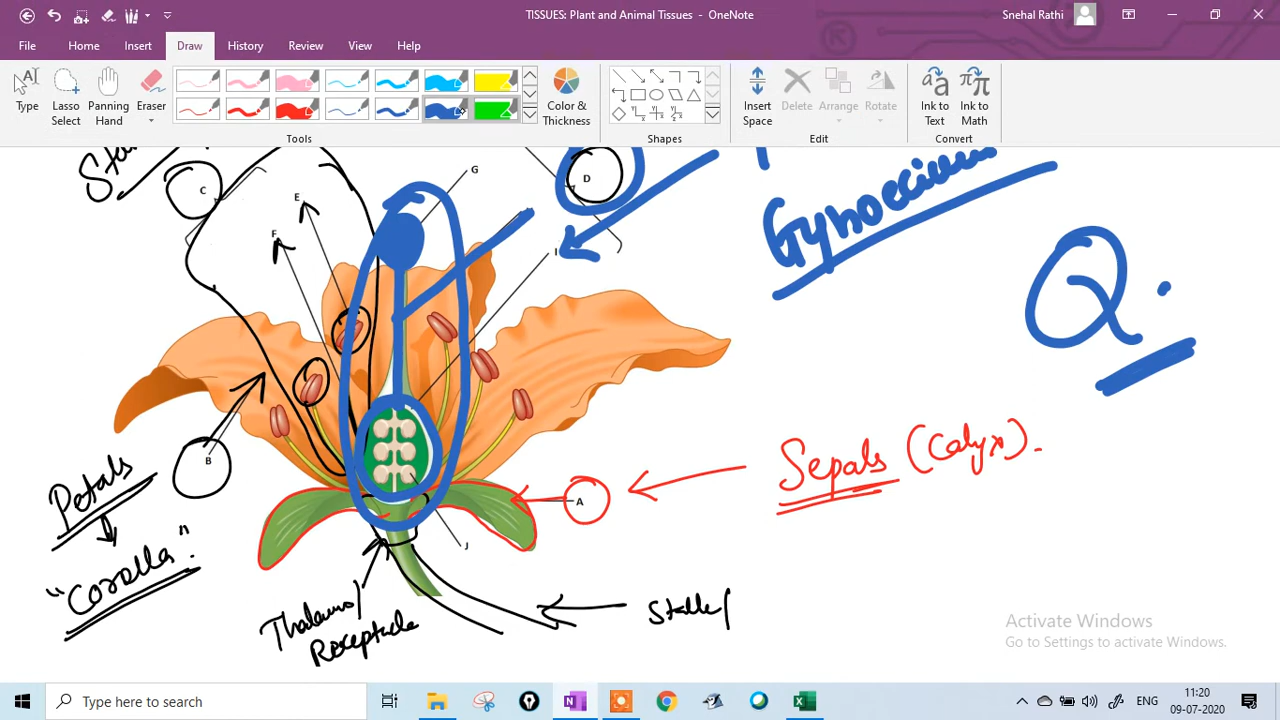 TISSUES: Plant and Animal Tissues - OneNote
Snehal Rathi
File Home Insert Draw History Review View Help
Type
Lasso Select
Panning Hand
Eraser
Color & Thickness
Insert Space
Delete
Arrange
Rotate
Ink to Text
Ink to Math
Tools
Shapes
Edit
Convert
C
E
F
G
D
I
Gynoecium
Q.
B
Petals
"Corolla".
Sepals (Calyx).
A
J
Thalamus/
Receptacle
Activate Windows
Go to Settings to activate Windows.
Type here to search
ENG
11:20
09-07-2020